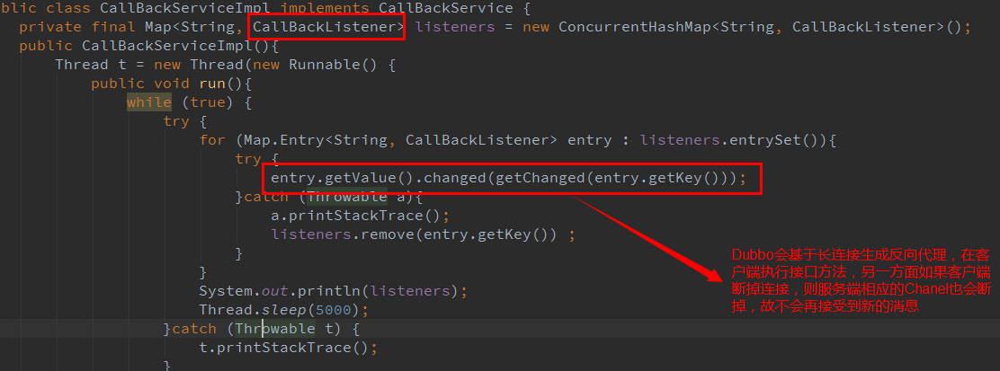 blic class CallBackServiceImpl implements CallBackService {
private final Map<String, CallBackListener> listeners = new ConcurrentHashMap<String, CallBackListener>();
public CallBackServiceImpl(){
Thread t = new Thread(new Runnable() {
public void run(){
while (true) {
try {
for (Map.Entry<String, CallBackListener> entry : listeners.entrySet()){
try {
entry.getValue().changed(getChanged(entry.getKey()));
}catch (Throwable a){
a.printStackTrace();
listeners.remove(entry.getKey()) ;
}
}
System.out.println(listeners);
Thread.sleep(5000);
}catch (Throwable t) {
t.printStackTrace();
}
Dubbo会基于长连接生成反向代理，在客
户端执行接口方法，另一方面如果客户端
断掉连接，则服务端相应的Chanel也会断
掉，故不会再接受到新的消息